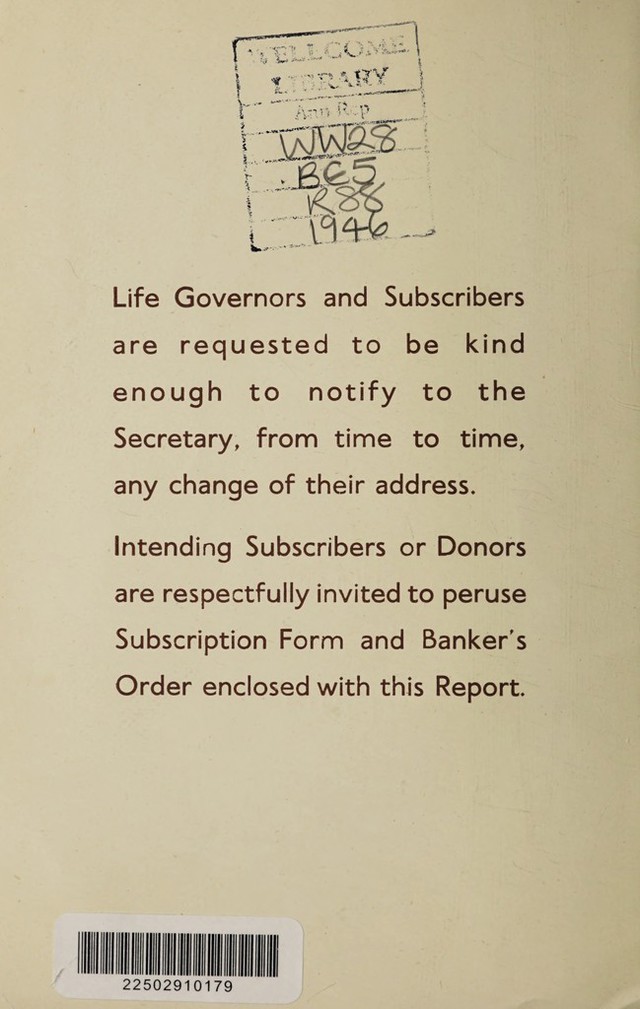 WELLCOME
LIBRARY
Ann Rep
WW28
.BC5
R88
1946
Life Governors and Subscribers
are requested to be kind
enough to notify to the
Secretary, from time to time,
any change of their address.
Intending Subscribers or Donors
are respectfully invited to peruse
Subscription Form and Banker's
Order enclosed with this Report.
22502910179